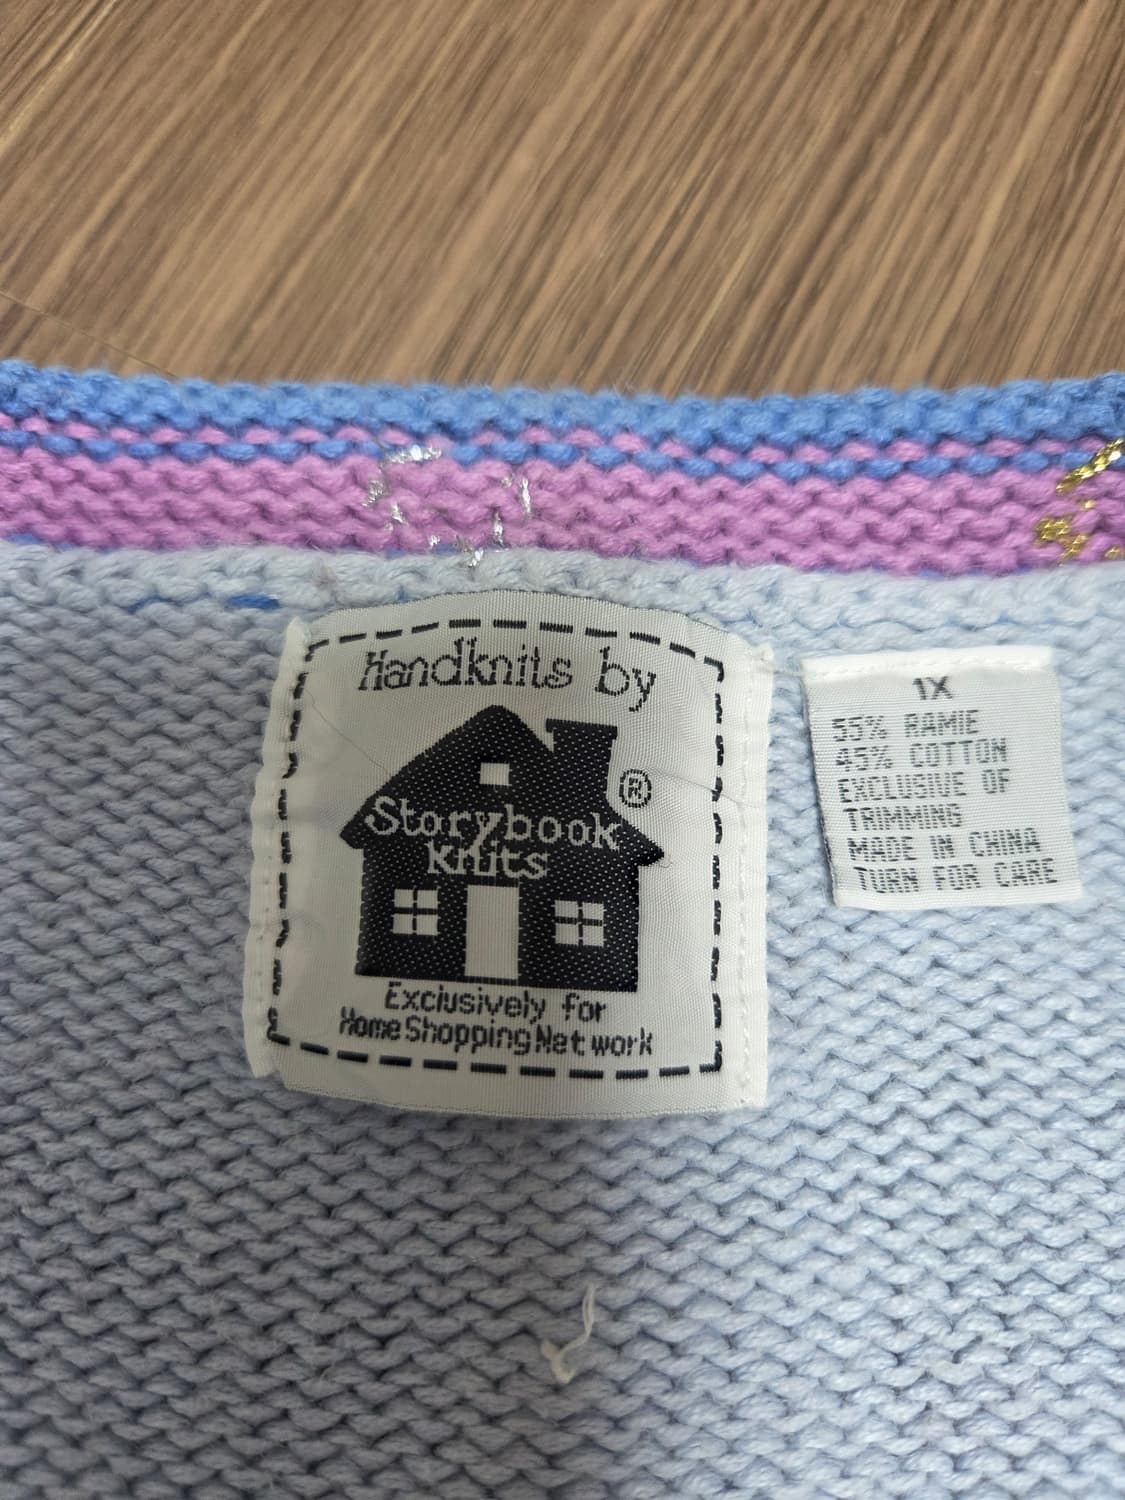 Handknits by
Storybook
Knits
®
Exclusively for
Home Shopping Network
1X
55% RAMIE
45% COTTON
EXCLUSIVE OF
TRIMMING
MADE IN CHINA
TURN FOR CARE